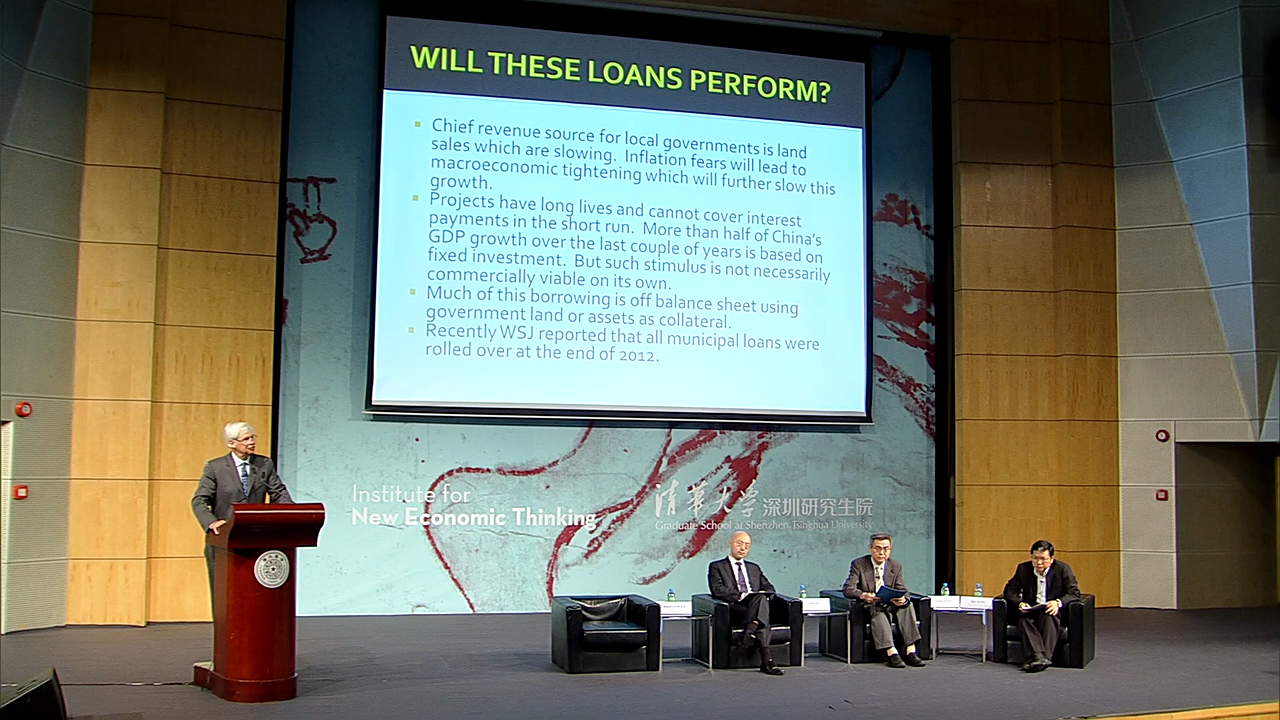 WILL THESE LOANS PERFORM?
Chief revenue source for local governments is land
sales which are slowing. Inflation fears will lead to
macroeconomic tightening which will further slow this
growth.
Projects have long lives and cannot cover interest
payments in the short run. More than half of China's
GDP growth over the last couple of years is based on
fixed investment. But such stimulus is not necessarily
commercially viable on its own.
Much of this borrowing is off balance sheet using
government land or assets as collateral.
Recently WSJ reported that all municipal loans were
rolled over at the end of 2012.
Institute for
New Economic Thinking
清華大学 深圳研究生院
Graduate School at Shenzhen, Tsinghua University